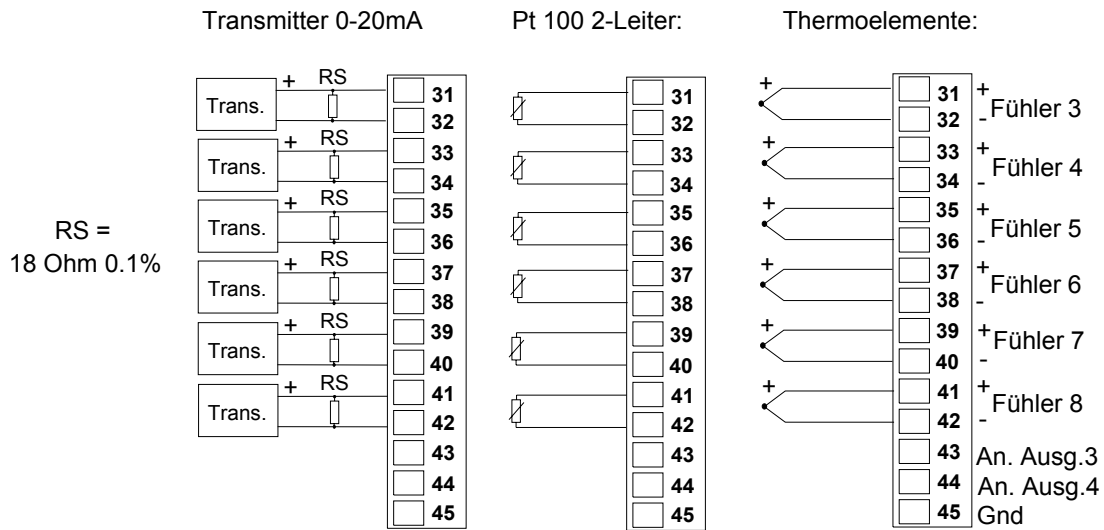 Transmitter 0-20mA
Pt 100 2-Leiter:
Thermoelemente:
RS =
18 Ohm 0.1%
+ RS
Trans.
31
32
+ RS
Trans.
33
34
+ RS
Trans.
35
36
+ RS
Trans.
37
38
+ RS
Trans.
39
40
+ RS
Trans.
41
42
43
44
45
31
32
33
34
35
36
37
38
39
40
41
42
43
44
45
+
31 +
Fühler 3
32 -
+
33 +
Fühler 4
34 -
+
35 +
Fühler 5
36 -
+
37 +
Fühler 6
38 -
+
39 +
Fühler 7
40 -
+
41 +
Fühler 8
42 -
43 An. Ausg.3
44 An. Ausg.4
45 Gnd